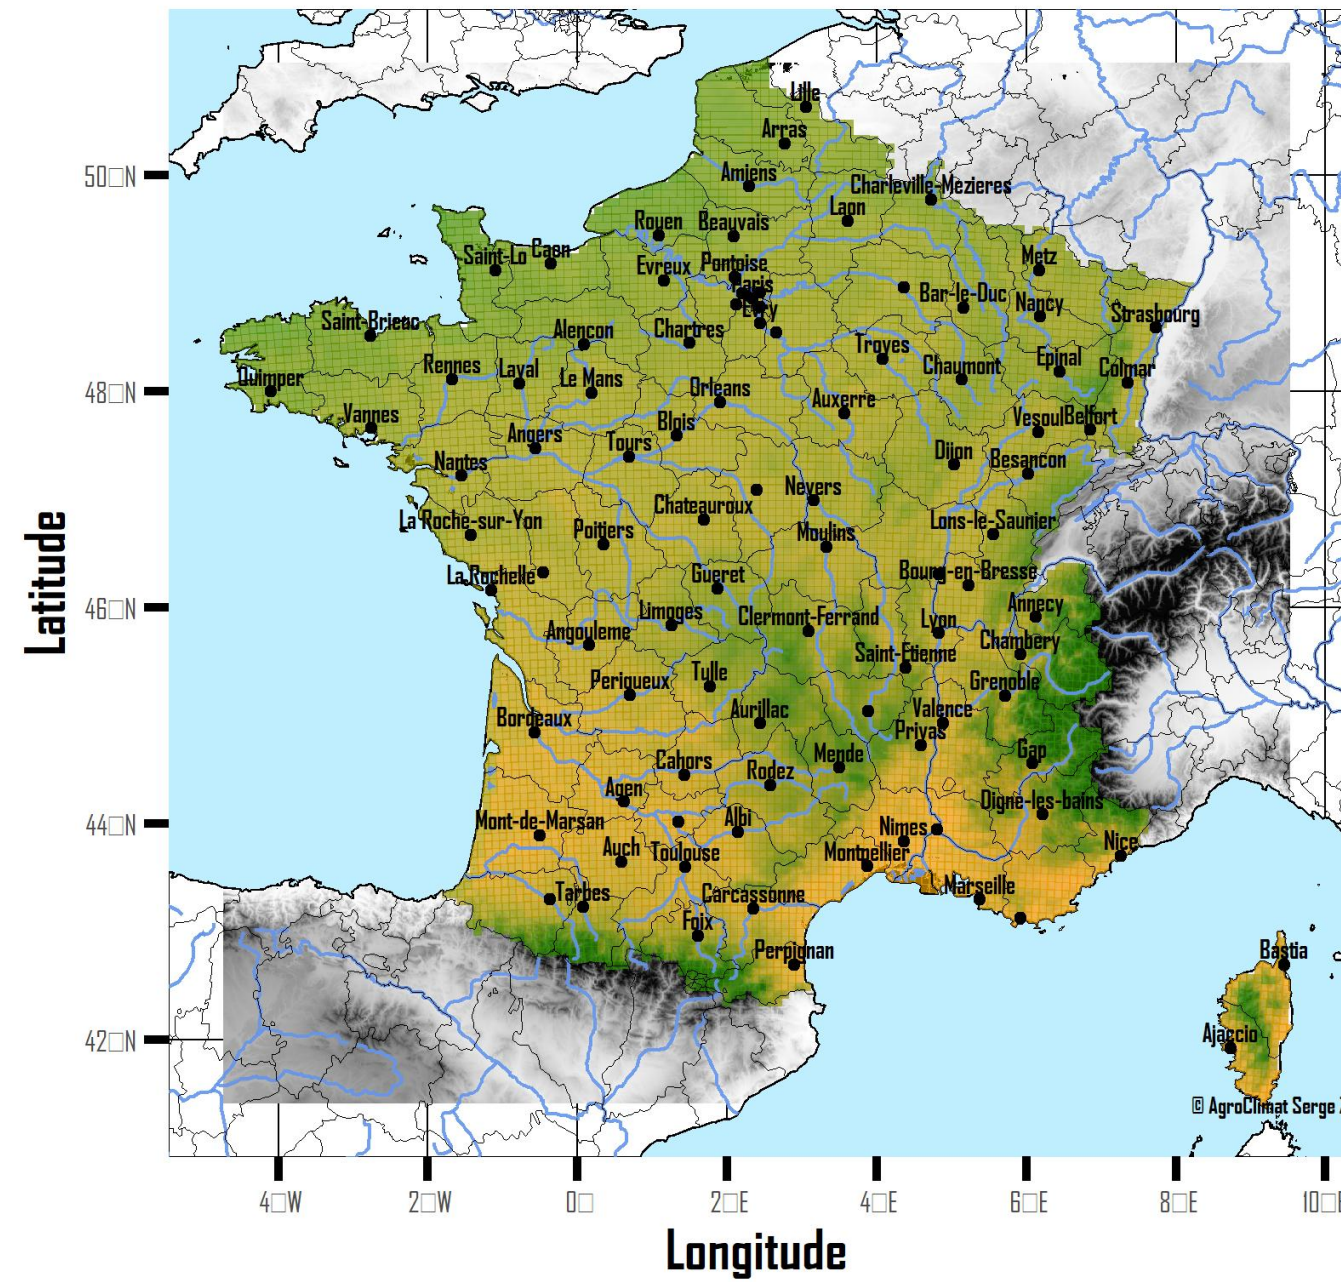 Lille
Arras
50□N
Amiens
Charleville-Mezieres
Laon
Rouen
Beauvais
Saint-Lo
Caen
Metz
Evreux
Pontoise
Bar-le-Duc
Nancy
Strasbourg
Saint-Brieuc
Alencon
Chartres
Troyes
Epinal
Rennes
Laval
Le Mans
Chaumont
Colmar
Quimper
48□N
Orleans
Auxerre
Vannes
Blois
Vesoul
Belfort
Angers
Tours
Nantes
Dijon
Besancon
Nevers
Chateauroux
La Roche-sur-Yon
Poitiers
Moulins
Lons-le-Saunier
La Rochelle
Gueret
Bourg-en-Bresse
46□N
Limoges
Clermont-Ferrand
Annecy
Angouleme
Lyon
Chambery
Saint-Etienne
Periqueux
Tulle
Grenoble
Bordeaux
Aurillac
Valence
Privas
Cahors
Mende
Gap
Rodez
Agen
Digne-les-bains
44□N
Mont-de-Marsan
Albi
Nimes
Auch
Toulouse
Montpellier
Nice
Tarbes
Carcassonne
Marseille
Foix
Perpignan
Bastia
42□N
Ajaccio
© AgroClimat Serge
Latitude
4□W
2□W
0□
2□E
4□E
6□E
8□E
10□E
Longitude